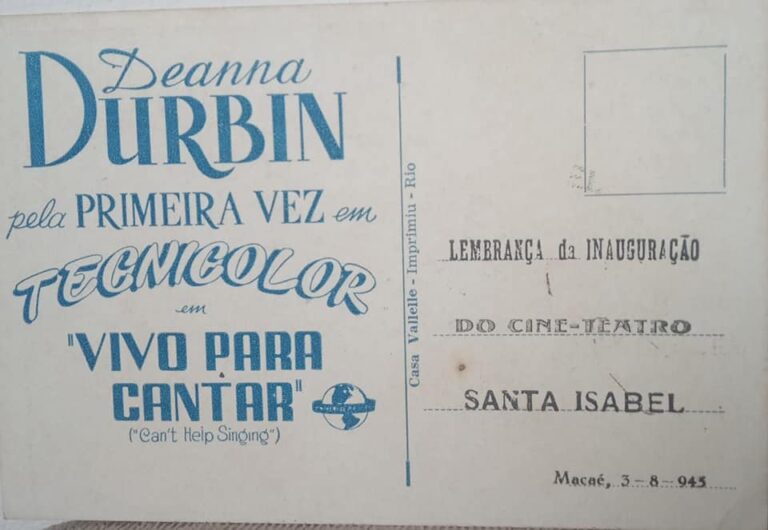 Deanna
DURBIN
pela PRIMEIRA VEZ em
TECNICOLOR
em
"VIVO PARA
CANTAR"
("Can't Help Singing")
Casa Vallelle - Imprimiu - Rio
LEMBRANÇA da INAUGURAÇÃO
DO CINE-TEATRO
SANTA ISABEL
Macaé, 3-8-945